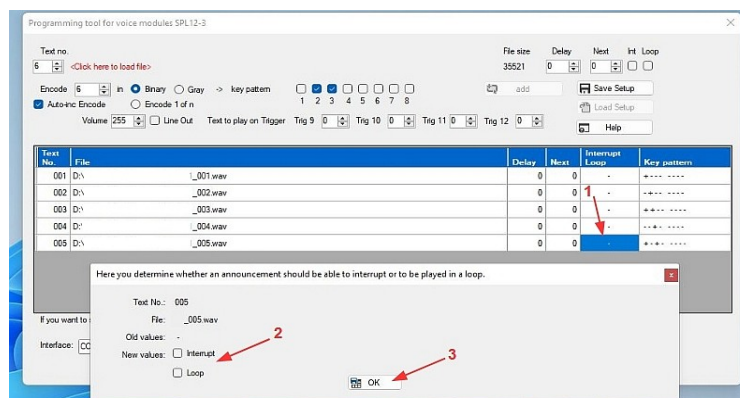 Programming tool for voice modules SPL12-3
Text no. File size Delay Next Int Loop
6 <Click here to load file> 35521 0 0
Encode 6 in Binary Gray -> key pattern add Save Setup
Auto-inc Encode Encode 1 of n 1 2 3 4 5 6 7 8 Load Setup
Volume 255 Line Out Text to play on Trigger Trig 9 0 Trig 10 0 Trig 11 0 Trig 12 0 Help
Text No. File Delay Next Interrupt Loop Key pattern
001 D:\ _001.wav 0 0 - +--- ----
002 D:\ _002.wav 0 0 - -+-- ----
003 D:\ _003.wav 0 0 - ++-- ----
004 D:\ _004.wav 0 0 - --+- ----
005 D:\ _005.wav 0 0 - +-+- ----
1
Here you determine whether an announcement should be able to interrupt or to be played in a loop. x
Text No.: 005
If you want to
File: _005.wav
Old values: -
2
Interface: CO
New values: Interrupt
3
Loop
OK